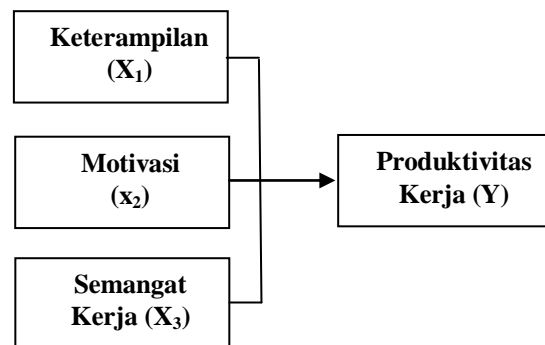 Keterampilan
(X₁)
Motivasi
(x₂)
Produktivitas
Kerja (Y)
Semangat
Kerja (X₃)